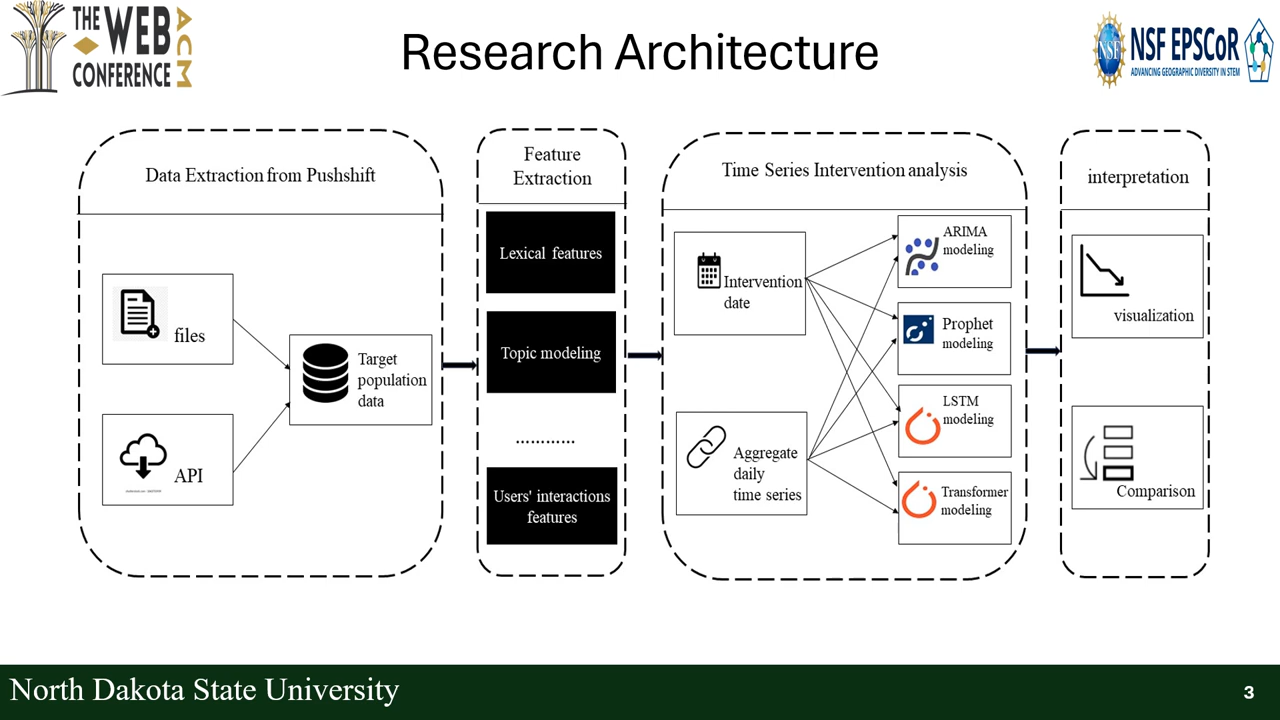 THE WEB
CONFERENCE
ACM
Research Architecture
NSF
NSF EPSCoR
ADVANCING GEOGRAPHIC DIVERSITY IN STEM
Data Extraction from Pushshift
files
API
Target
population
data
Feature
Extraction
Lexical features
Topic modeling
............
Users' interactions
features
Time Series Intervention analysis
Intervention
date
Aggregate
daily
time series
ARIMA
modeling
Prophet
modeling
LSTM
modeling
Transformer
modeling
interpretation
visualization
Comparison
North Dakota State University
3